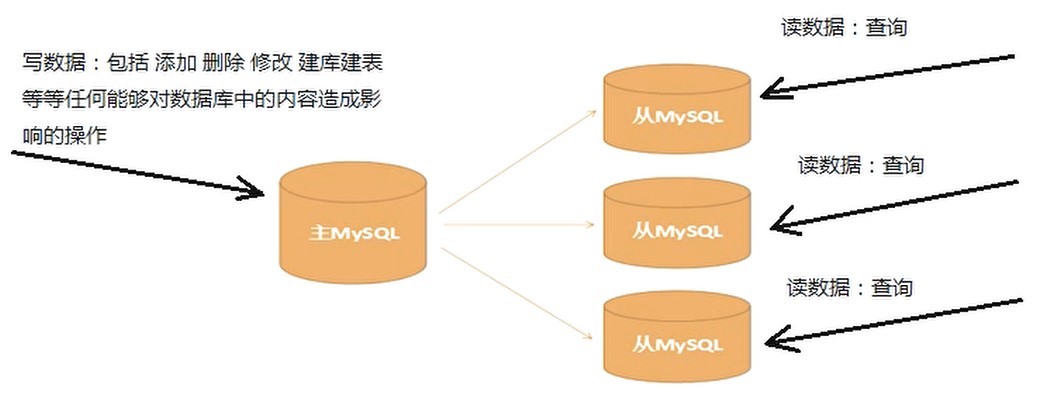 写数据：包括 添加 删除 修改 建库建表
等等任何能够对数据库中的内容造成影
响的操作
主MySQL
读数据：查询
从MySQL
读数据：查询
从MySQL
读数据：查询
从MySQL